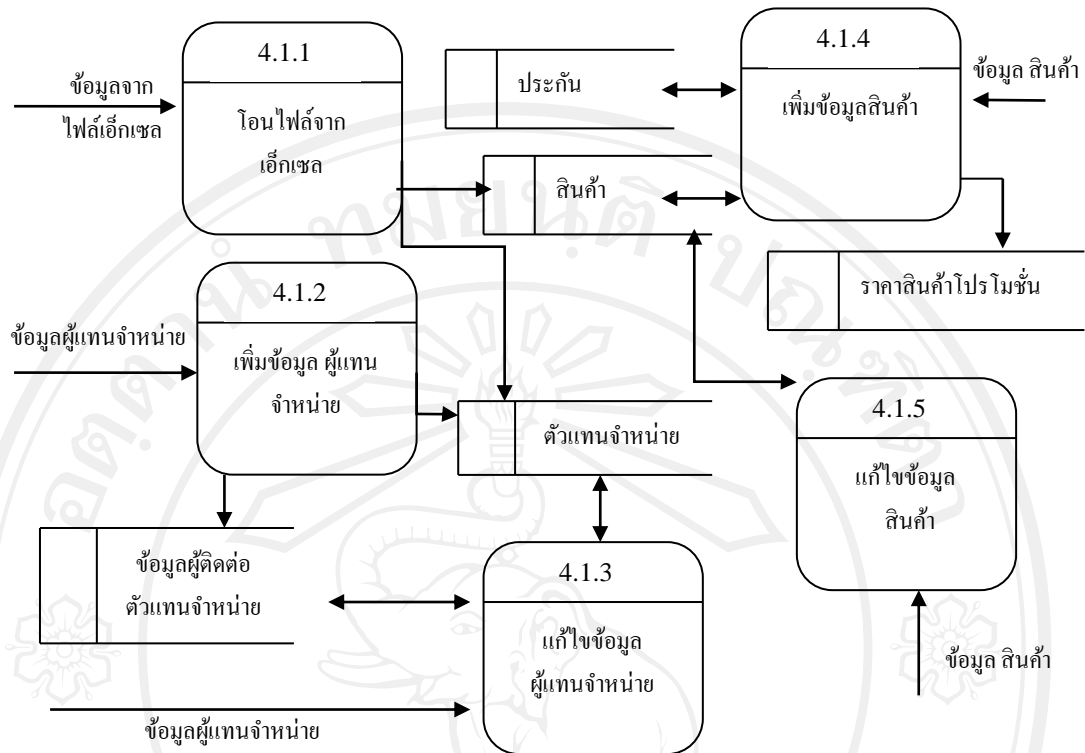 4.1.1
ข้อมูลจาก
ไฟล์เอ็กเซล
โอนไฟล์จาก
เอ็กเซล
ประกัน
4.1.4
เพิ่มข้อมูลสินค้า
ข้อมูล สินค้า
สินค้า
ราคาสินค้าโปรโมชั่น
4.1.2
ข้อมูลผู้แทนจำหน่าย
เพิ่มข้อมูล ผู้แทน
จำหน่าย
ตัวแทนจำหน่าย
4.1.5
แก้ไขข้อมูล
สินค้า
ข้อมูลผู้ติดต่อ
ตัวแทนจำหน่าย
4.1.3
แก้ไขข้อมูล
ผู้แทนจำหน่าย
ข้อมูล สินค้า
ข้อมูลผู้แทนจำหน่าย